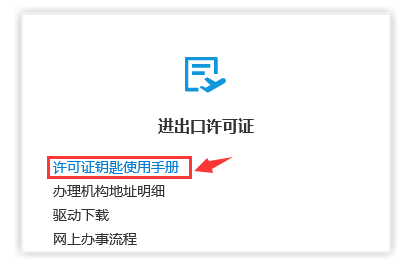 进出口许可证
许可证钥匙使用手册
办理机构地址明细
驱动下载
网上办事流程